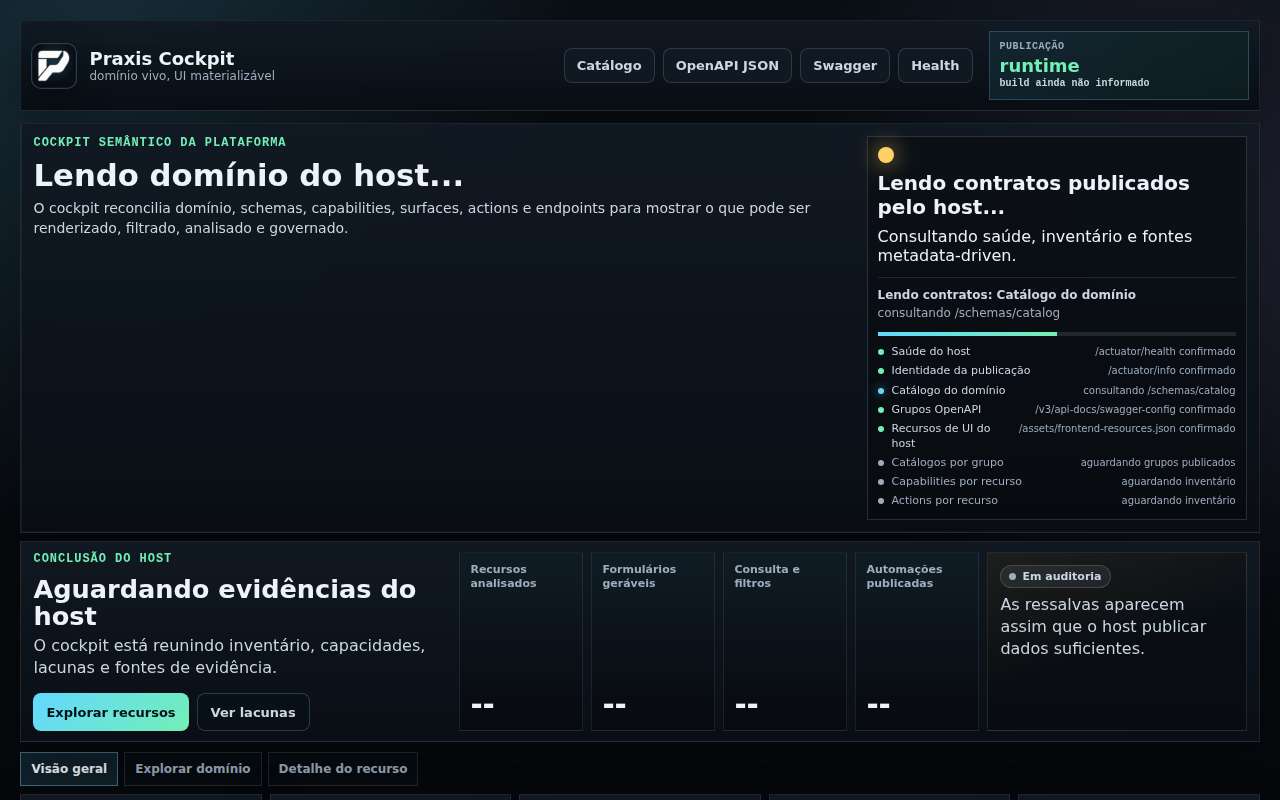 Praxis Cockpit
domínio vivo, UI materializável
Catálogo
OpenAPI JSON
Swagger
Health
PUBLICAÇÃO
runtime
build ainda não informado
COCKPIT SEMÂNTICO DA PLATAFORMA
Lendo domínio do host...
O cockpit reconcilia domínio, schemas, capabilities, surfaces, actions e endpoints para mostrar o que pode ser
renderizado, filtrado, analisado e governado.
Lendo contratos publicados
pelo host...
Consultando saúde, inventário e fontes
metadata-driven.
Lendo contratos: Catálogo do domínio
consultando /schemas/catalog
Saúde do host /actuator/health confirmado
Identidade da publicação /actuator/info confirmado
Catálogo do domínio consultando /schemas/catalog
Grupos OpenAPI /v3/api-docs/swagger-config confirmado
Recursos de UI do /assets/frontend-resources.json confirmado
host
Catálogos por grupo aguardando grupos publicados
Capabilities por recurso aguardando inventário
Actions por recurso aguardando inventário
CONCLUSÃO DO HOST
Aguardando evidências do
host
O cockpit está reunindo inventário, capacidades,
lacunas e fontes de evidência.
Explorar recursos
Ver lacunas
Recursos
analisados
--
Formulários
geráveis
--
Consulta e
filtros
--
Automações
publicadas
--
Em auditoria
As ressalvas aparecem
assim que o host publicar
dados suficientes.
Visão geral
Explorar domínio
Detalhe do recurso